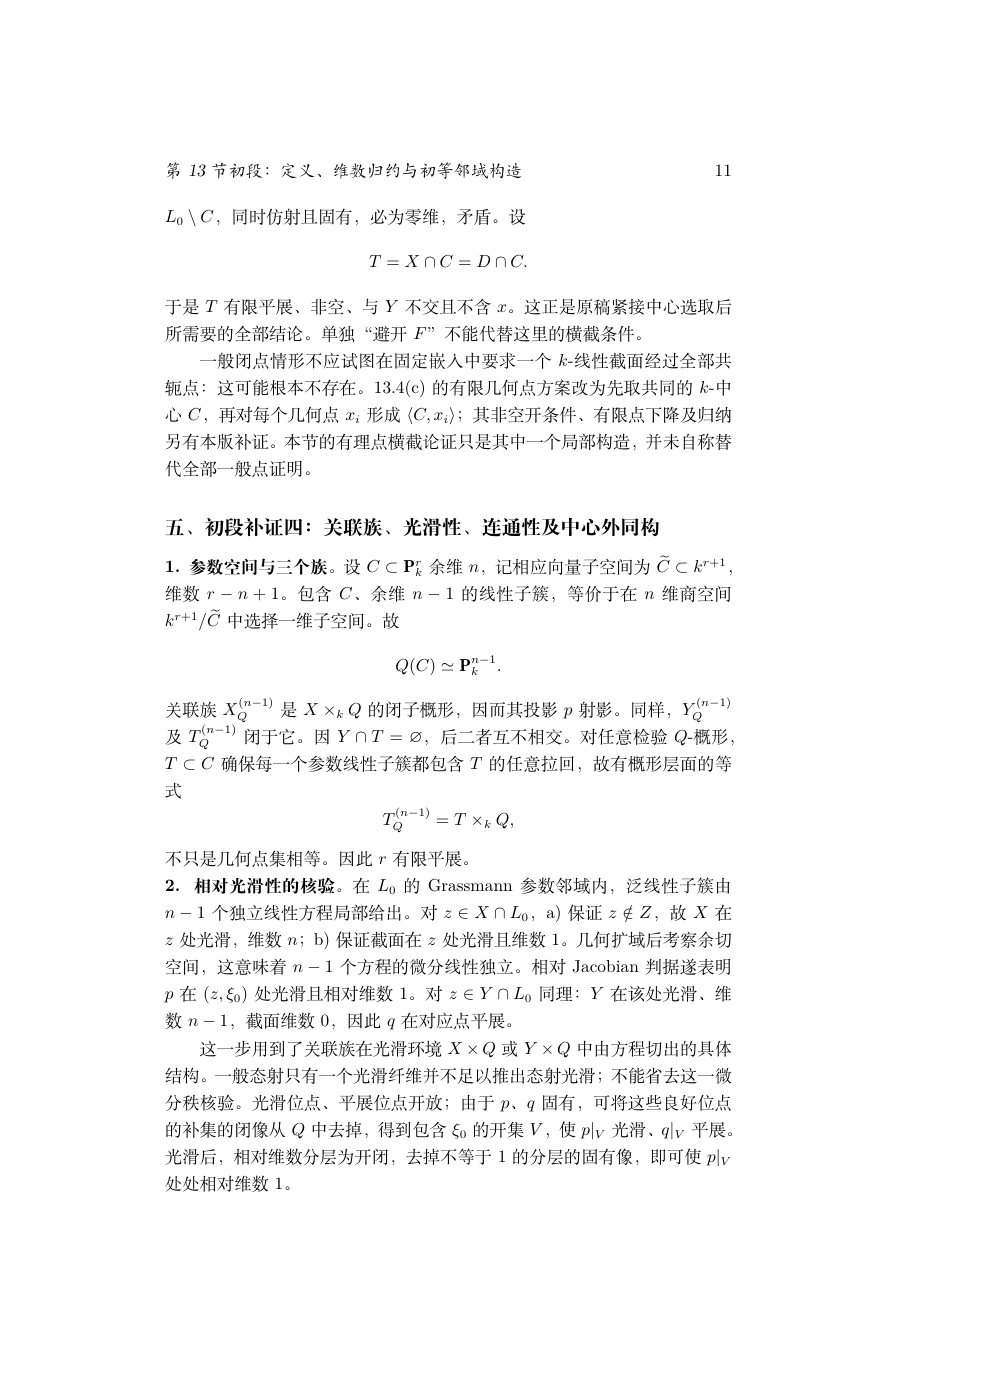 第 13 节初段：定义、维数归约与初等邻域构造 11
L₀ \ C，同时仿射且固有，必为零维，矛盾。设
T = X ∩ C = D ∩ C.
于是 T 有限平展、非空、与 Y 不交且不含 x。这正是原稿紧接中心选取后
所需要的全部结论。单独“避开 F”不能代替这里的横截条件。
一般闭点情形不应试图在固定嵌入中要求一个 k-线性截面经过全部共
轭点：这可能根本不存在。13.4(c) 的有限几何点方案改为先取共同的 k-中
心 C，再对每个几何点 xᵢ 形成 ⟨C, xᵢ⟩；其非空开条件、有限点下降及归纳
另有本版补证。本节的有理点横截论证只是其中一个局部构造，并未自称替
代全部一般点证明。
五、初段补证四：关联族、光滑性、连通性及中心外同构
1. 参数空间与三个族。设 C ⊂ P_k^r 余维 n，记相应向量子空间为 C̃ ⊂ k^{r+1}，
维数 r − n + 1。包含 C、余维 n − 1 的线性子簇，等价于在 n 维商空间
k^{r+1}/C̃ 中选择一维子空间。故
Q(C) ≃ P_k^{n−1}.
关联族 X_Q^{(n−1)} 是 X ×_k Q 的闭子概形，因而其投影 p 射影。同样，Y_Q^{(n−1)}
及 T_Q^{(n−1)} 闭于它。因 Y ∩ T = ∅，后二者互不相交。对任意检验 Q-概形，
T ⊂ C 确保每一个参数线性子簇都包含 T 的任意拉回，故有概形层面的等
式
T_Q^{(n−1)} = T ×_k Q,
不只是几何点集相等。因此 r 有限平展。
2. 相对光滑性的核验。在 L₀ 的 Grassmann 参数邻域内，泛线性子簇由
n − 1 个独立线性方程局部给出。对 z ∈ X ∩ L₀，a) 保证 z ∉ Z，故 X 在
z 处光滑，维数 n；b) 保证截面在 z 处光滑且维数 1。几何扩域后考察余切
空间，这意味着 n − 1 个方程的微分线性独立。相对 Jacobian 判据遂表明
p 在 (z, ξ₀) 处光滑且相对维数 1。对 z ∈ Y ∩ L₀ 同理：Y 在该处光滑、维
数 n − 1，截面维数 0，因此 q 在对应点平展。
这一步用到了关联族在光滑环境 X × Q 或 Y × Q 中由方程切出的具体
结构。一般态射只有一个光滑纤维并不足以推出态射光滑；不能省去这一微
分秩核验。光滑位点、平展位点开放；由于 p、q 固有，可将这些良好位点
的补集的闭像从 Q 中去掉，得到包含 ξ₀ 的开集 V，使 p|_V 光滑、q|_V 平展。
光滑后，相对维数分层为开闭，去掉不等于 1 的分层的固有像，即可使 p|_V
处处相对维数 1。